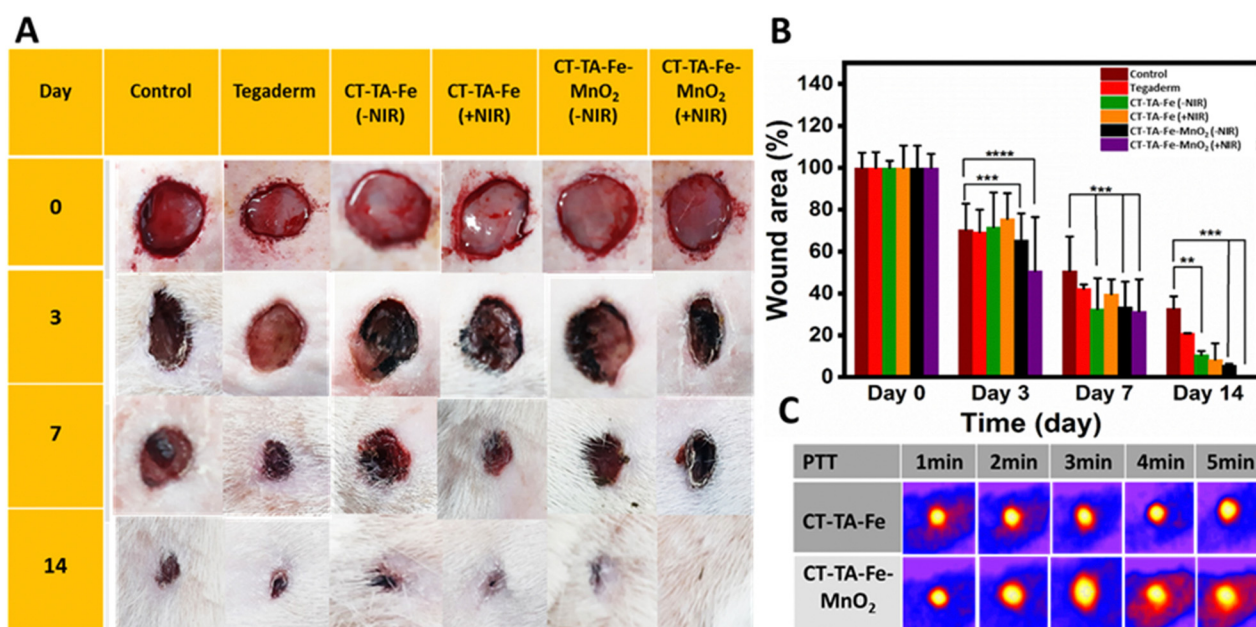 A
Day
Control
Tegaderm
CT-TA-Fe
(-NIR)
CT-TA-Fe
(+NIR)
CT-TA-Fe-
MnO₂
(-NIR)
CT-TA-Fe-
MnO₂
(+NIR)
0
3
7
14
B
Wound area (%)
140
120
100
80
60
40
20
0
Control
Tegaderm
CT-TA-Fe (-NIR)
CT-TA-Fe (+NIR)
CT-TA-Fe-MnO₂ (-NIR)
CT-TA-Fe-MnO₂ (+NIR)
****
***
***
***
**
Day 0 Day 3 Day 7 Day 14
Time (day)
C
PTT 1min 2min 3min 4min 5min
CT-TA-Fe
CT-TA-Fe-
MnO₂